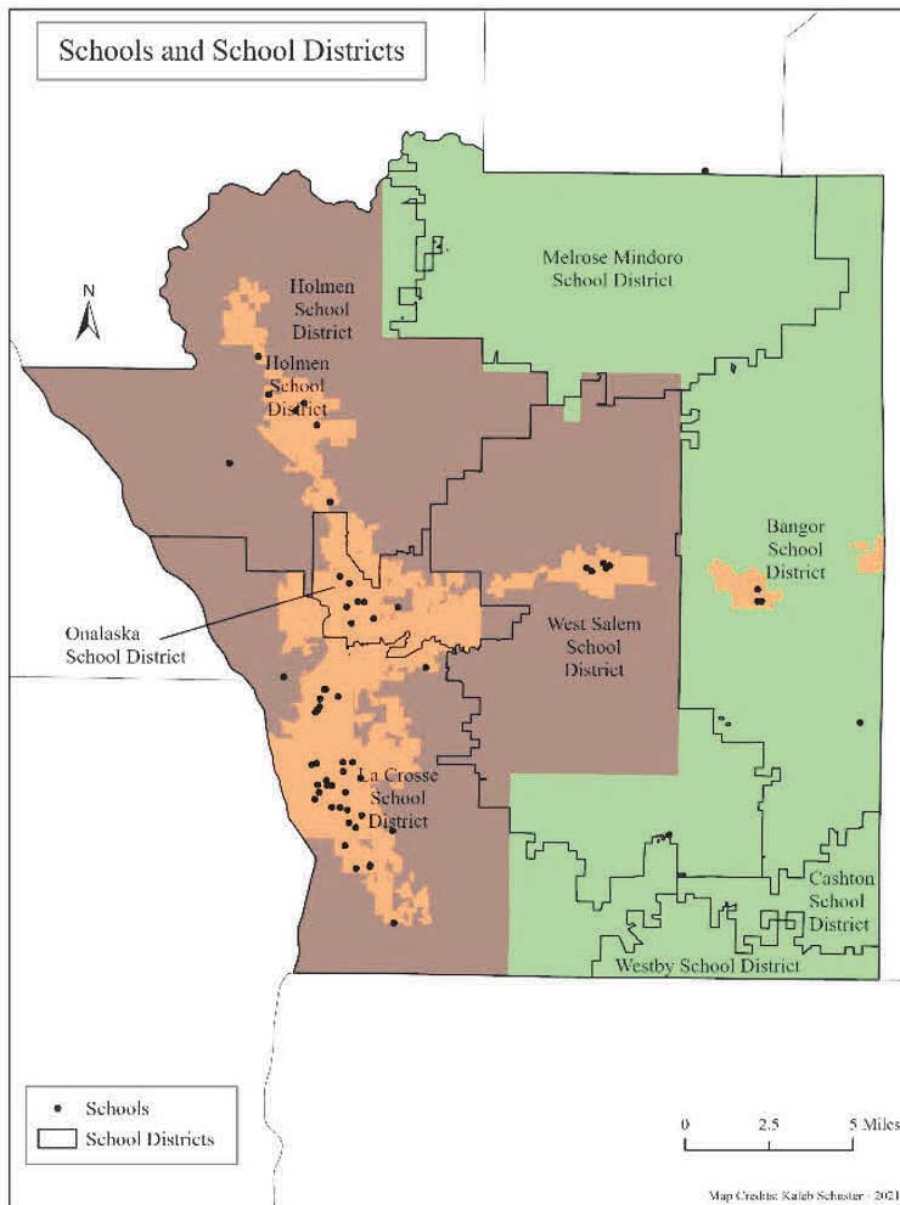 Schools and School Districts
Melrose Mindoro
School District
Holmen
School
District
N
Holmen
School
District
Bangor
School
District
Onalaska
School District
West Salem
School
District
La Crosse
School
District
Cashton
School
District
Westby School District
Schools
School Districts
0 2.5 5 Miles
Map Credits: Kaleb Schuster - 2021